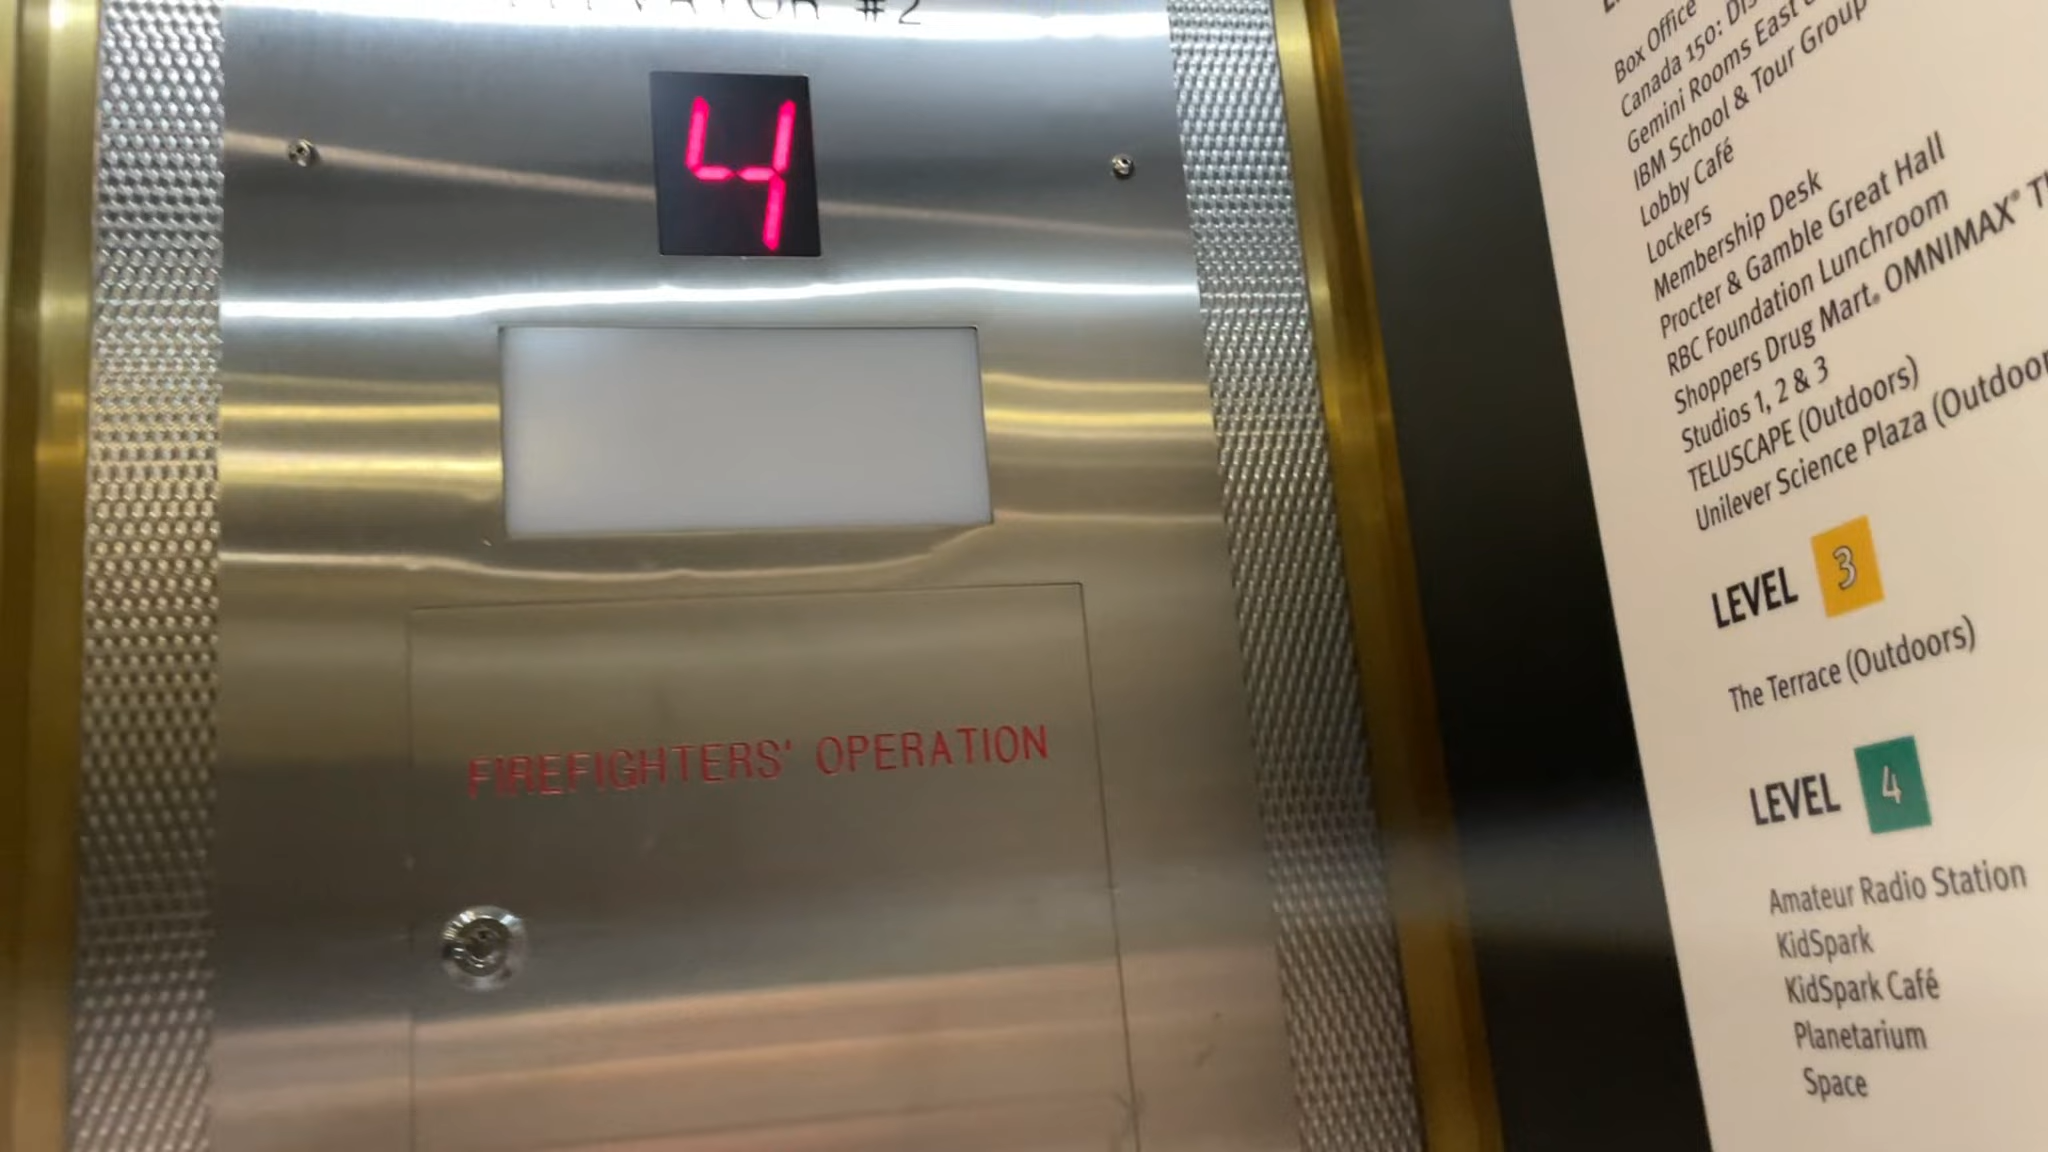 ELEVATOR #2
4
FIREFIGHTERS' OPERATION
Box Office
Canada 150:
Gemini Rooms East
IBM School & Tour Group
Lobby Café
Lockers
Membership Desk
Procter & Gamble Great Hall
RBC Foundation Lunchroom
Shoppers Drug Mart® OMNIMAX®
Studios 1, 2 & 3
TELUSCAPE (Outdoors)
Unilever Science Plaza
LEVEL 3
The Terrace (Outdoors)
LEVEL 4
Amateur Radio Station
KidSpark
KidSpark Café
Planetarium
Space